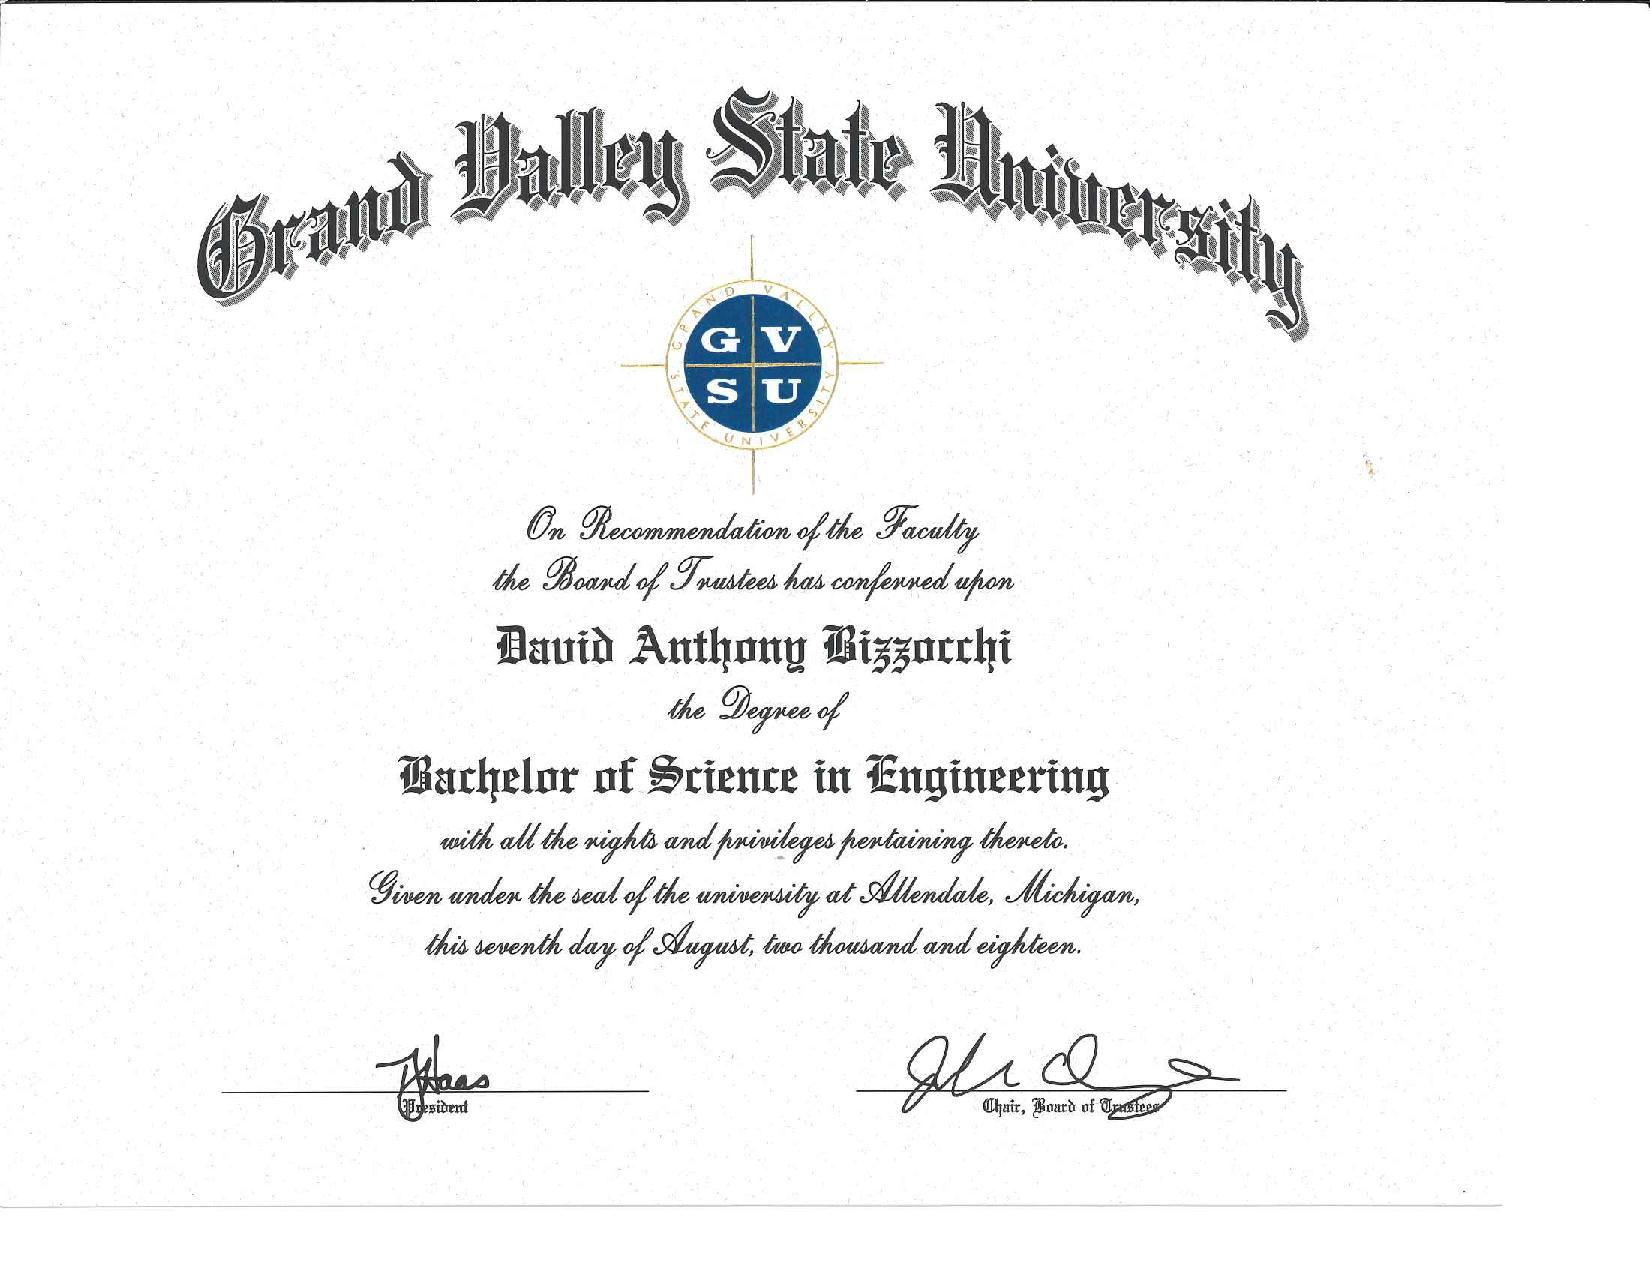 Grand Valley State University
GRAND VALLEY
G V
S U
STATE UNIVERSITY
On Recommendation of the Faculty
the Board of Trustees has conferred upon
David Anthony Bizzocchi
the Degree of
Bachelor of Science in Engineering
with all the rights and privileges pertaining thereto.
Given under the seal of the university at Allendale, Michigan,
this seventh day of August, two thousand and eighteen.
THaas
President
Chair, Board of Trustees